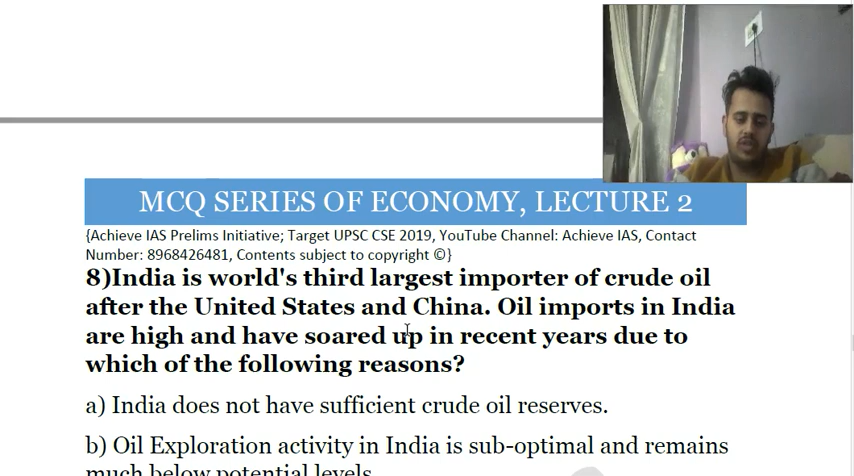 MCQ SERIES OF ECONOMY, LECTURE 2
{Achieve IAS Prelims Initiative; Target UPSC CSE 2019, YouTube Channel: Achieve IAS, Contact
Number: 8968426481, Contents subject to copyright ©}
8)India is world's third largest importer of crude oil
after the United States and China. Oil imports in India
are high and have soared up in recent years due to
which of the following reasons?
a) India does not have sufficient crude oil reserves.
b) Oil Exploration activity in India is sub-optimal and remains
much below potential levels.